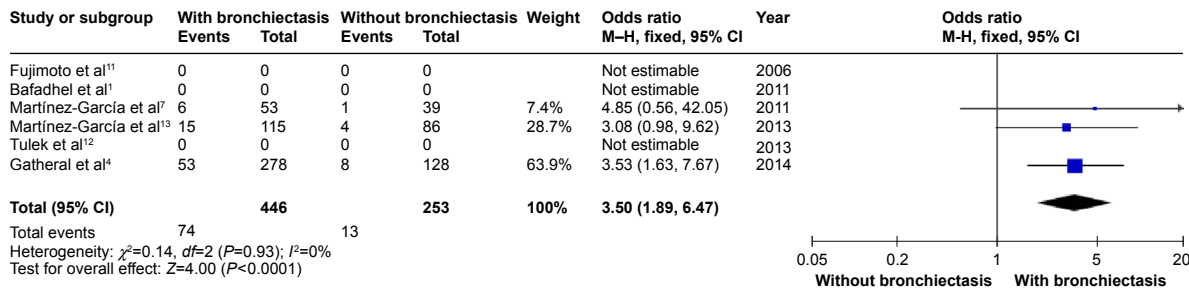 Study or subgroup With bronchiectasis Without bronchiectasis Weight Odds ratio Year Odds ratio
Events Total Events Total M–H, fixed, 95% CI M-H, fixed, 95% CI
Fujimoto et al¹¹ 0 0 0 0 Not estimable 2006
Bafadhel et al¹ 0 0 0 0 Not estimable 2011
Martínez-García et al⁷ 6 53 1 39 7.4% 4.85 (0.56, 42.05) 2011
Martínez-García et al¹³ 15 115 4 86 28.7% 3.08 (0.98, 9.62) 2013
Tulek et al¹² 0 0 0 0 Not estimable 2013
Gatheral et al⁴ 53 278 8 128 63.9% 3.53 (1.63, 7.67) 2014
Total (95% CI) 446 253 100% 3.50 (1.89, 6.47)
Total events 74 13
Heterogeneity: χ²=0.14, df=2 (P=0.93); I²=0%
Test for overall effect: Z=4.00 (P<0.0001)
0.05 0.2 1 5 20
Without bronchiectasis With bronchiectasis